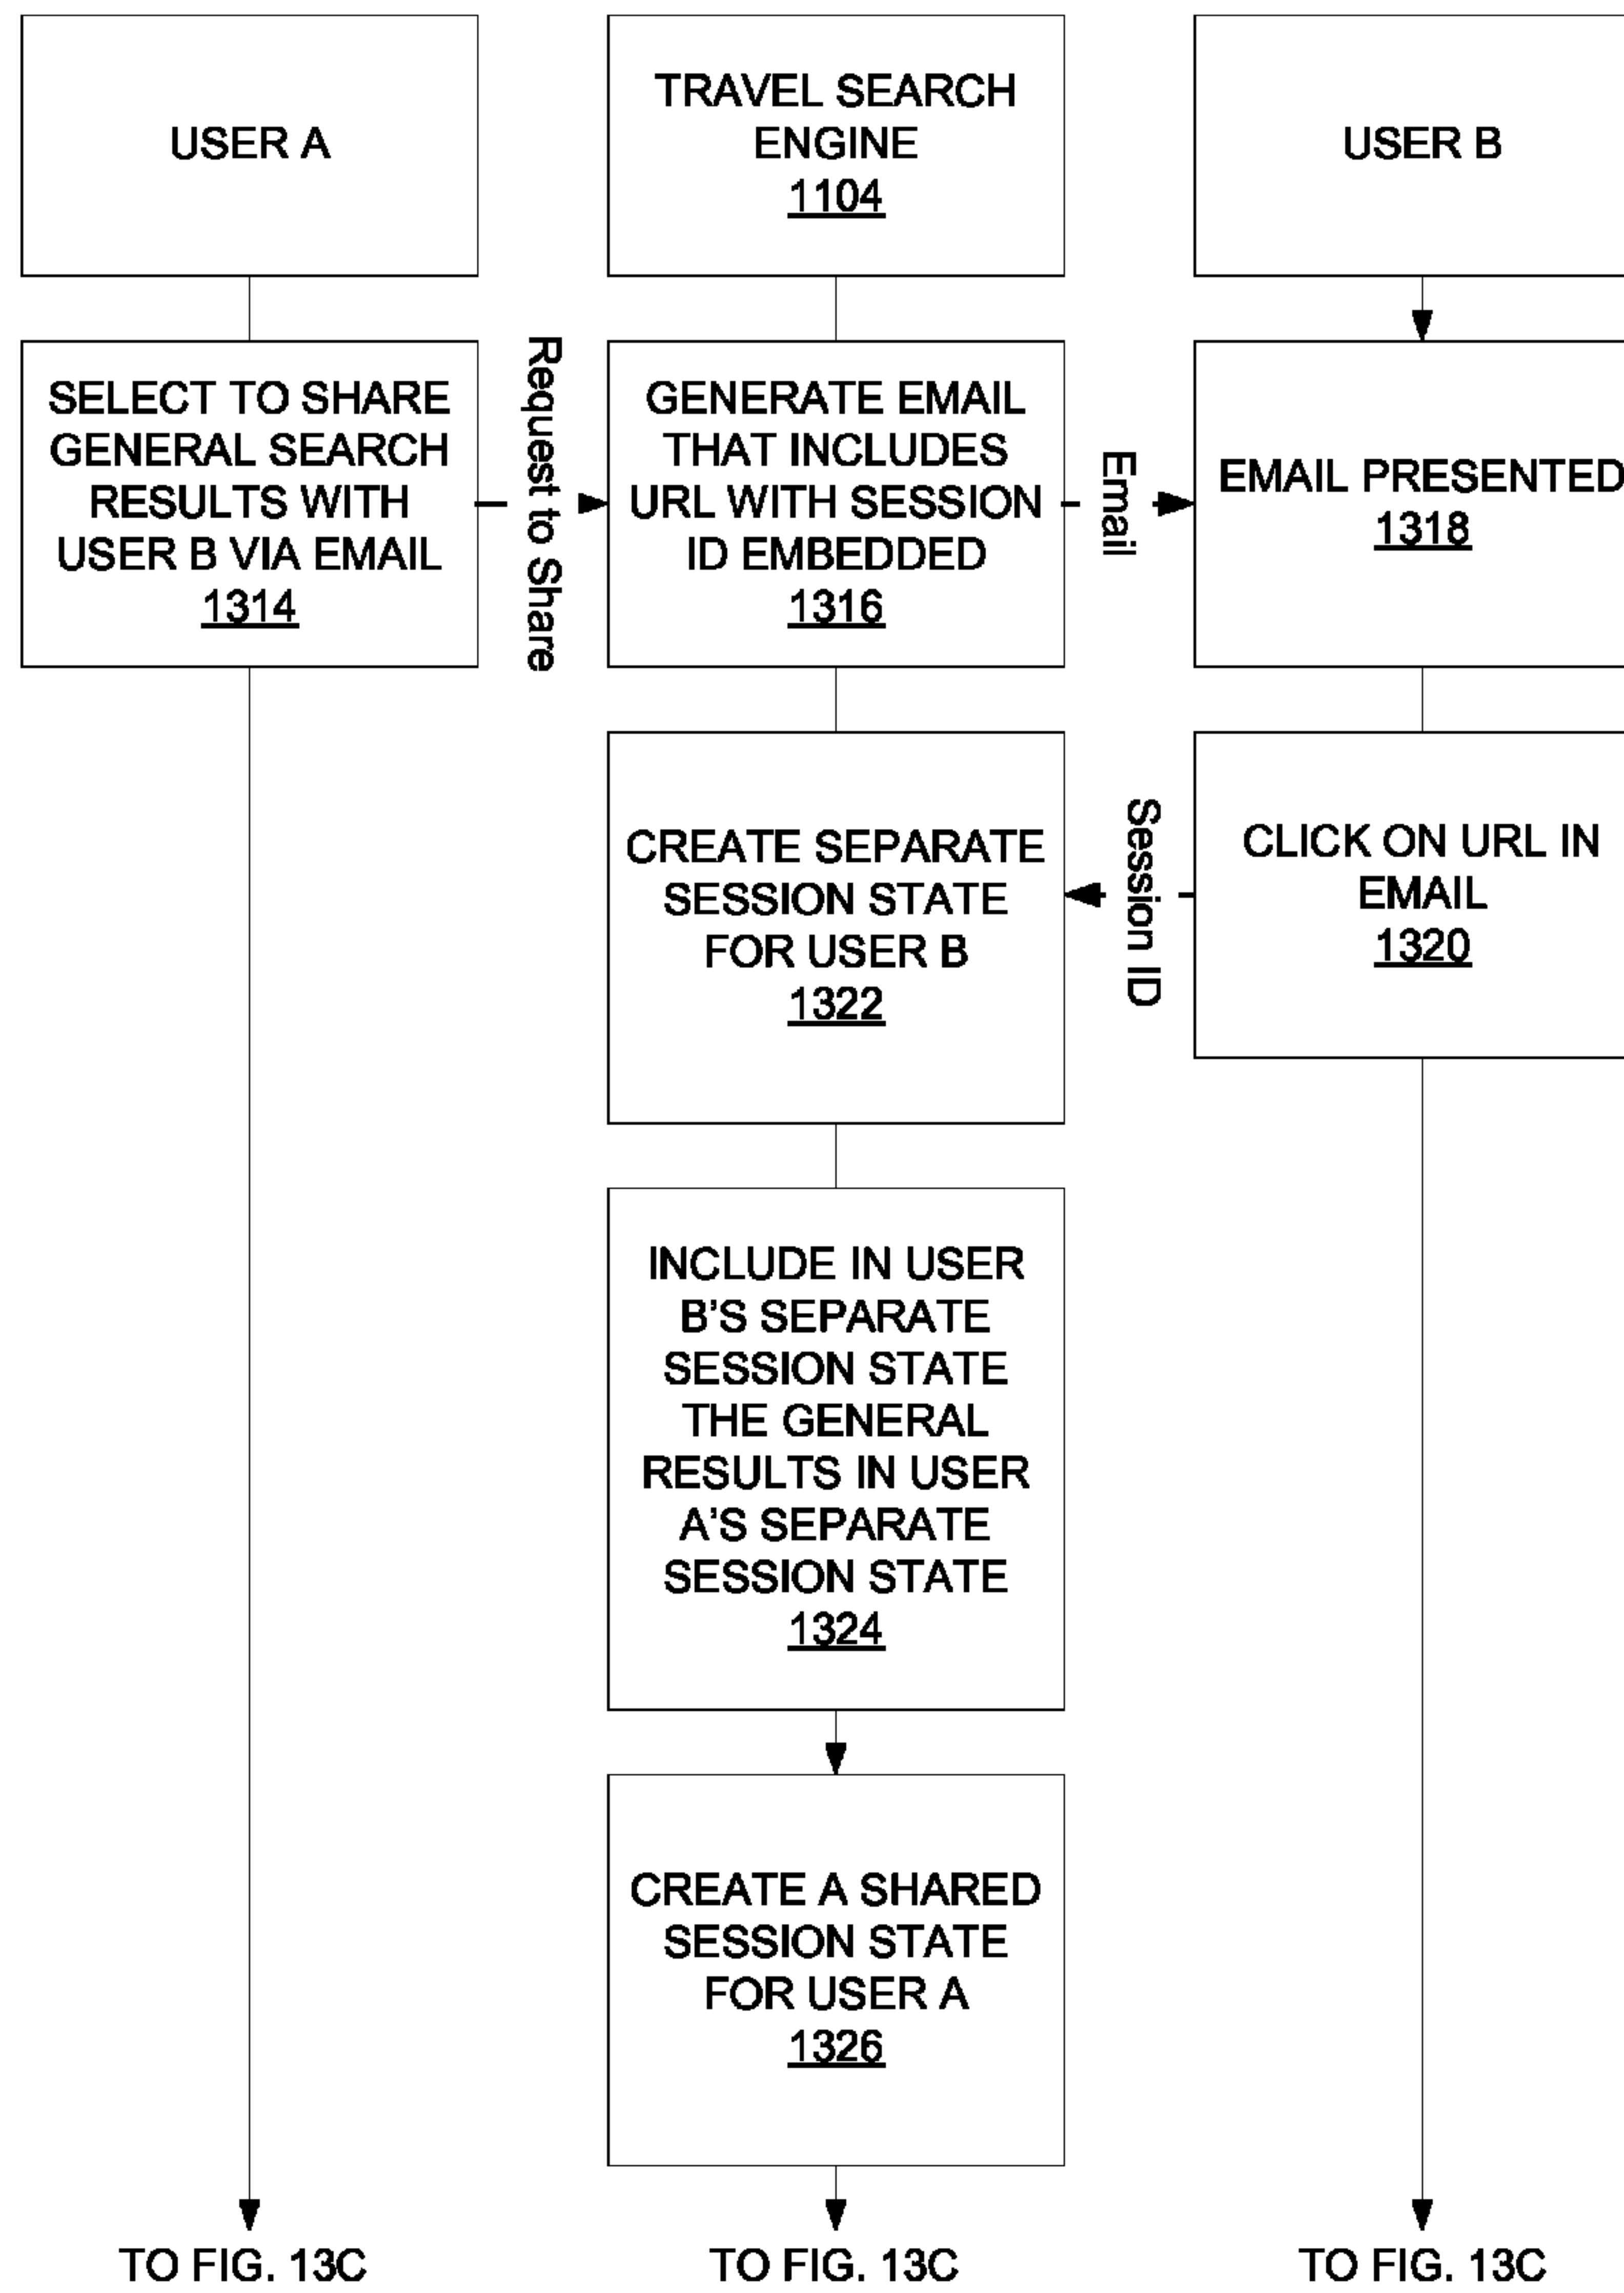 USER A
TRAVEL SEARCH
ENGINE
1104
USER B
SELECT TO SHARE
GENERAL SEARCH
RESULTS WITH
USER B VIA EMAIL
1314
Request to Share
GENERATE EMAIL
THAT INCLUDES
URL WITH SESSION
ID EMBEDDED
1316
Email
EMAIL PRESENTED
1318
CREATE SEPARATE
SESSION STATE
FOR USER B
1322
Session ID
CLICK ON URL IN
EMAIL
1320
INCLUDE IN USER
B'S SEPARATE
SESSION STATE
THE GENERAL
RESULTS IN USER
A'S SEPARATE
SESSION STATE
1324
CREATE A SHARED
SESSION STATE
FOR USER A
1326
TO FIG. 13C
TO FIG. 13C
TO FIG. 13C